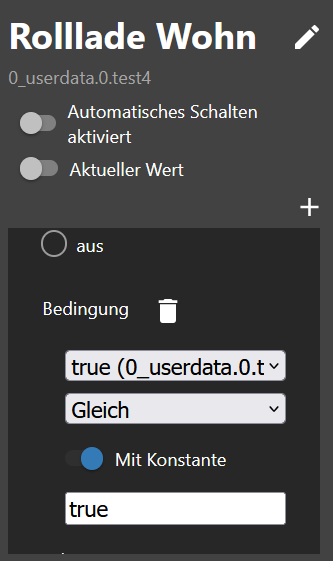 Rolllade Wohn
0_userdata.0.test4
Automatisches Schalten
aktiviert
Aktueller Wert
aus
Bedingung
true (0_userdata.0.t
Gleich
Mit Konstante
true